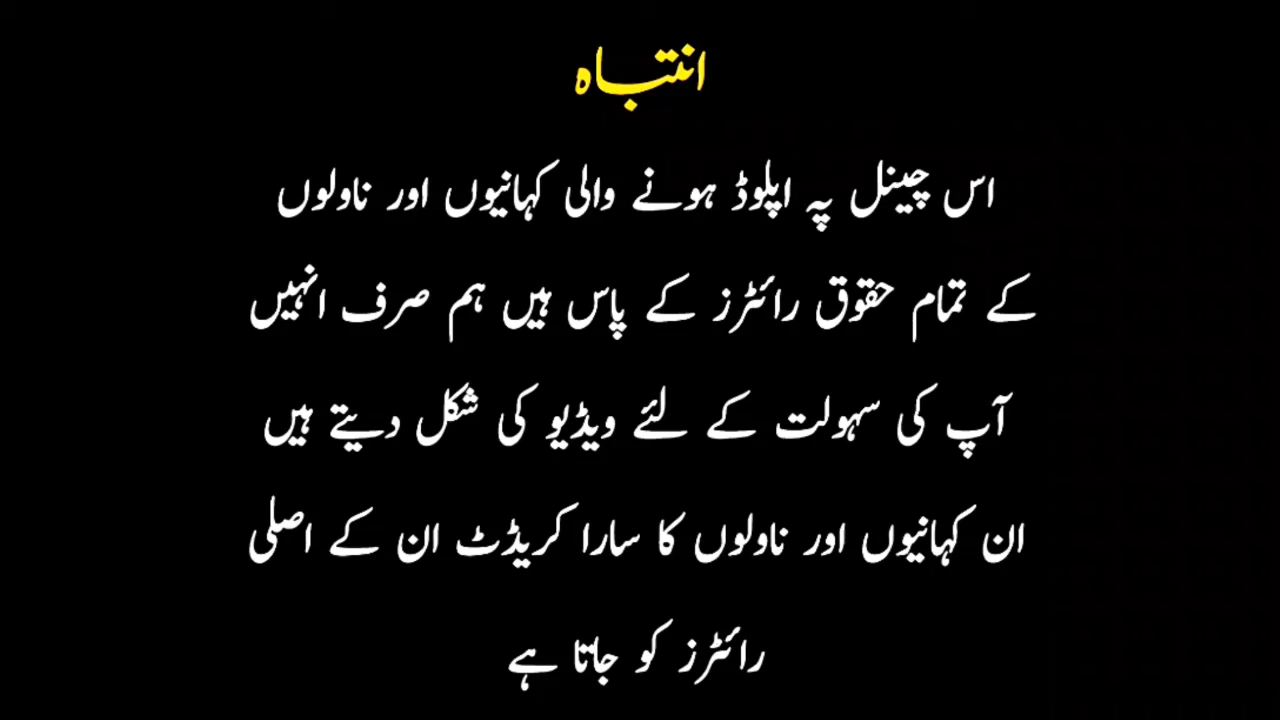 انتباہ
اس چینل پہ اپلوڈ ہونے والی کہانیوں اور ناولوں
کے تمام حقوق رائٹرز کے پاس ہیں ہم صرف انہیں
آپ کی سہولت کے لئے ویڈیو کی شکل دیتے ہیں
ان کہانیوں اور ناولوں کا سارا کریڈٹ ان کے اصلی
رائٹرز کو جاتا ہے